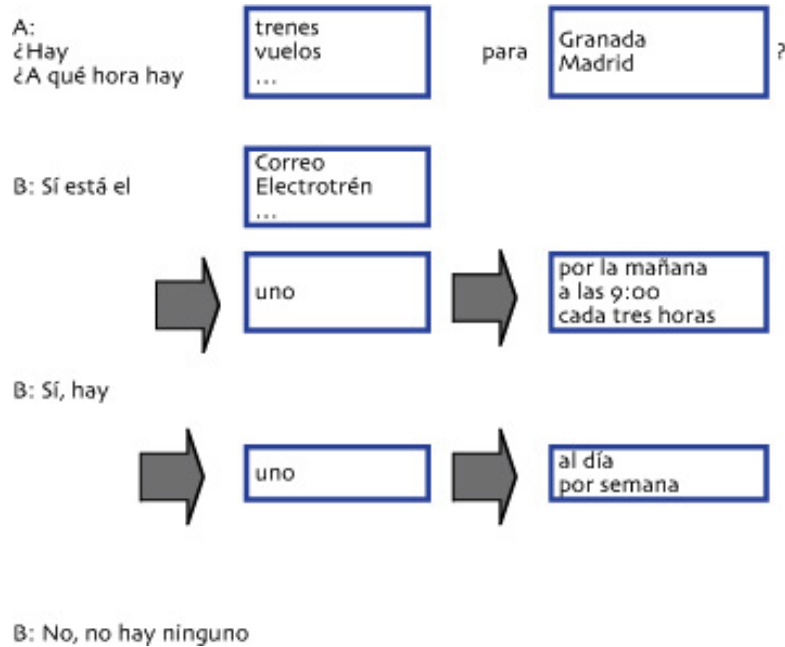 A:
¿Hay
¿A qué hora hay
trenes
vuelos
...
para
Granada
Madrid
?
B: Sí está el
Correo
Electrotrén
...
uno
por la mañana
a las 9:00
cada tres horas
B: Sí, hay
uno
al día
por semana
B: No, no hay ninguno